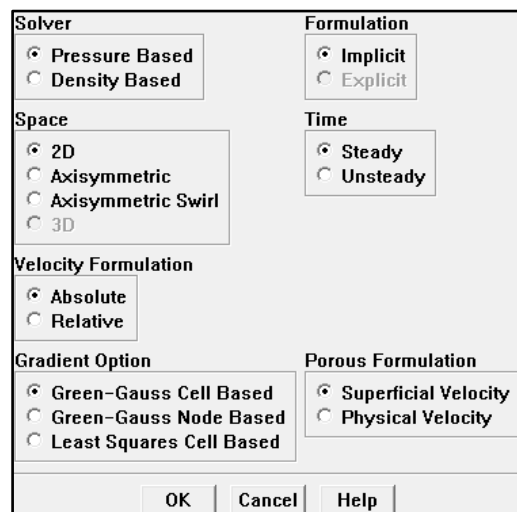 Solver
Pressure Based
Density Based
Formulation
Implicit
Explicit
Space
2D
Axisymmetric
Axisymmetric Swirl
3D
Time
Steady
Unsteady
Velocity Formulation
Absolute
Relative
Gradient Option
Green-Gauss Cell Based
Green-Gauss Node Based
Least Squares Cell Based
Porous Formulation
Superficial Velocity
Physical Velocity
OK
Cancel
Help